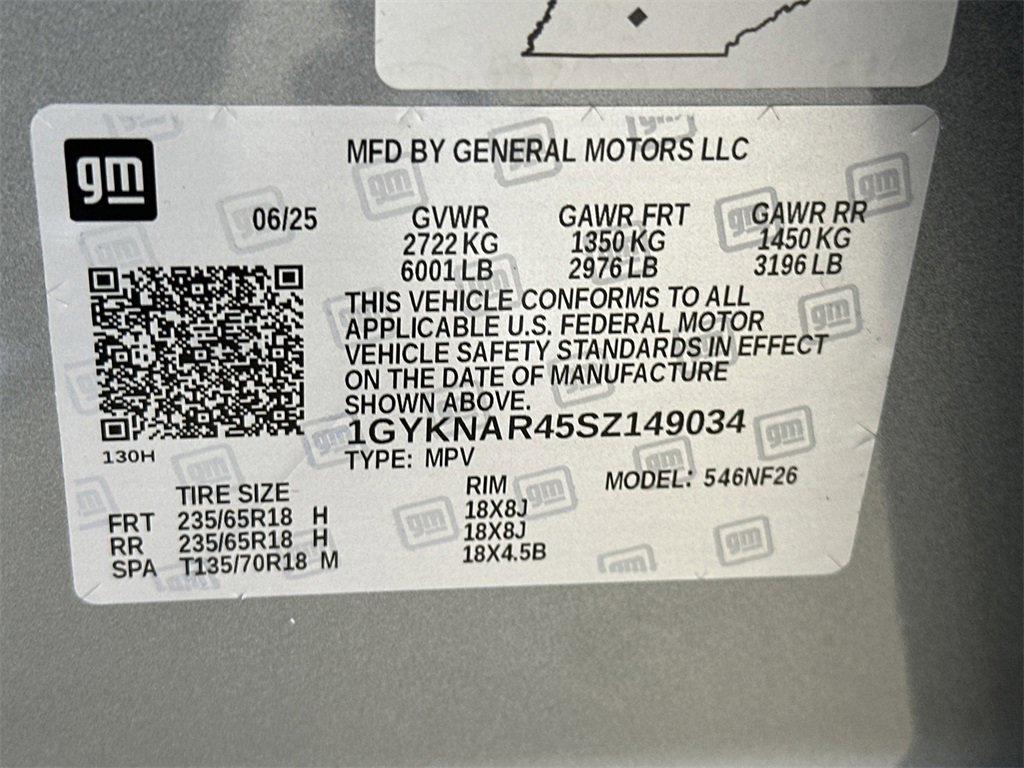 gm
MFD BY GENERAL MOTORS LLC
06/25 GVWR GAWR FRT GAWR RR
2722 KG 1350 KG 1450 KG
6001 LB 2976 LB 3196 LB
THIS VEHICLE CONFORMS TO ALL
APPLICABLE U.S. FEDERAL MOTOR
VEHICLE SAFETY STANDARDS IN EFFECT
ON THE DATE OF MANUFACTURE
SHOWN ABOVE.
1GYKNAR45SZ149034
130H
TYPE: MPV
TIRE SIZE RIM MODEL: 546NF26
FRT 235/65R18 H 18X8J
RR 235/65R18 H 18X8J
SPA T135/70R18 M 18X4.5B